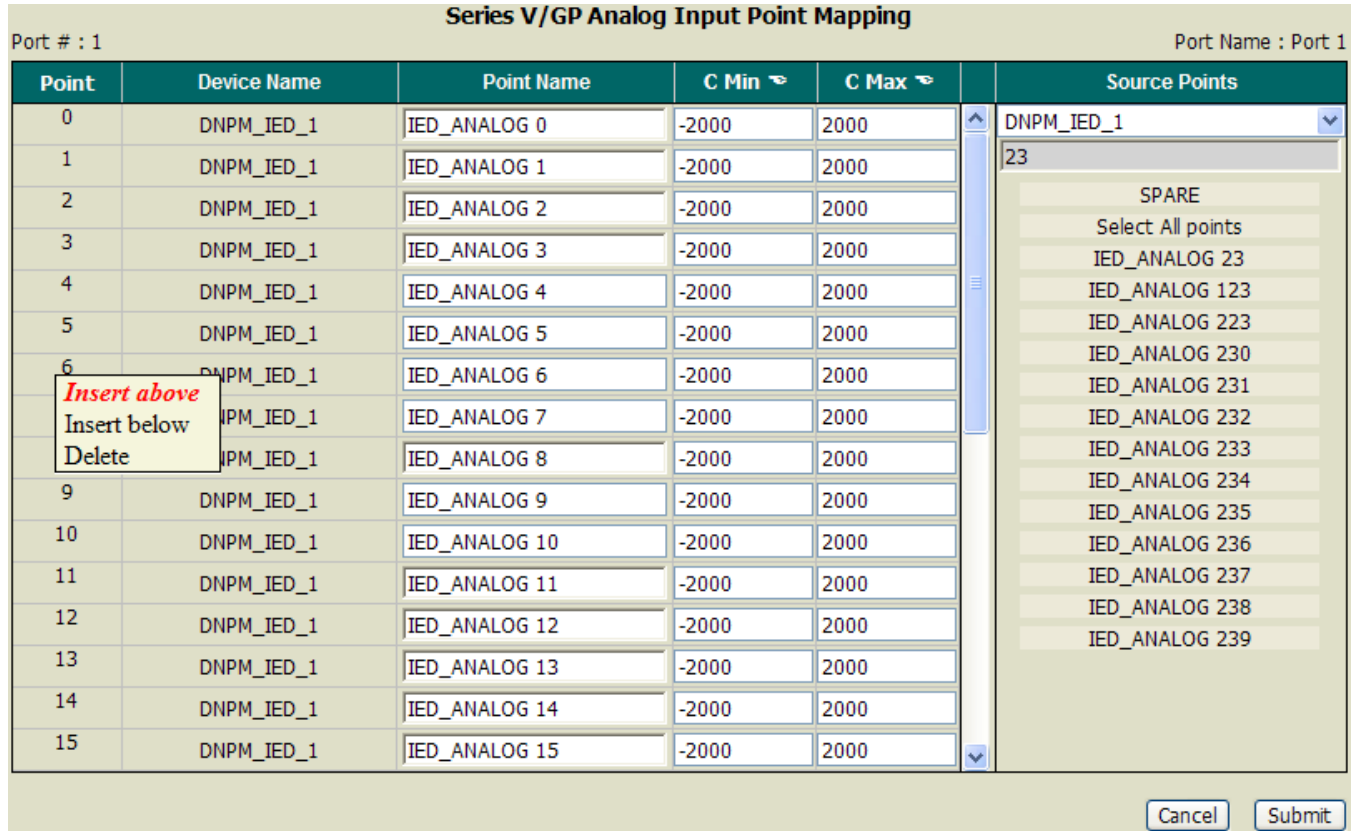 Series V/GP Analog Input Point Mapping
Port # : 1 Port Name : Port 1
Point Device Name Point Name C Min C Max Source Points
0 DNPM_IED_1 IED_ANALOG 0 -2000 2000
1 DNPM_IED_1 IED_ANALOG 1 -2000 2000
2 DNPM_IED_1 IED_ANALOG 2 -2000 2000
3 DNPM_IED_1 IED_ANALOG 3 -2000 2000
4 DNPM_IED_1 IED_ANALOG 4 -2000 2000
5 DNPM_IED_1 IED_ANALOG 5 -2000 2000
6 DNPM_IED_1 IED_ANALOG 6 -2000 2000
Insert above
Insert below
Delete
IED_ANALOG 7 -2000 2000
IED_ANALOG 8 -2000 2000
9 DNPM_IED_1 IED_ANALOG 9 -2000 2000
10 DNPM_IED_1 IED_ANALOG 10 -2000 2000
11 DNPM_IED_1 IED_ANALOG 11 -2000 2000
12 DNPM_IED_1 IED_ANALOG 12 -2000 2000
13 DNPM_IED_1 IED_ANALOG 13 -2000 2000
14 DNPM_IED_1 IED_ANALOG 14 -2000 2000
15 DNPM_IED_1 IED_ANALOG 15 -2000 2000
DNPM_IED_1
23
SPARE
Select All points
IED_ANALOG 23
IED_ANALOG 123
IED_ANALOG 223
IED_ANALOG 230
IED_ANALOG 231
IED_ANALOG 232
IED_ANALOG 233
IED_ANALOG 234
IED_ANALOG 235
IED_ANALOG 236
IED_ANALOG 237
IED_ANALOG 238
IED_ANALOG 239
Cancel Submit